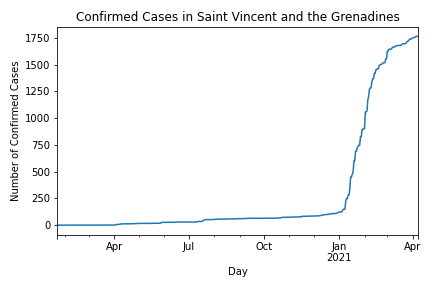 Confirmed Cases in Saint Vincent and the Grenadines
Number of Confirmed Cases
1750
1500
1250
1000
750
500
250
0
Apr Jul Oct Jan Apr
2021
Day